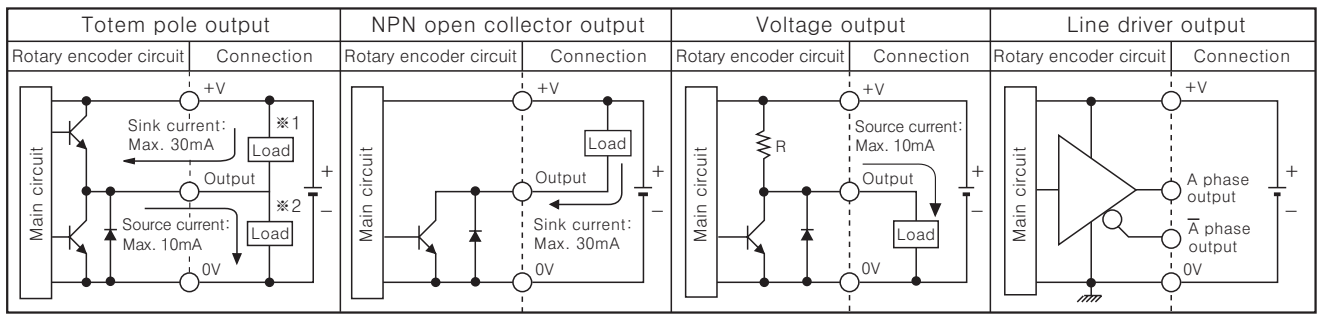 Totem pole output
Rotary encoder circuit
Connection
Main circuit
+V
Sink current:
Max. 30mA
※1
Load
Output
+
−
※2
Source current:
Max. 10mA
Load
0V
NPN open collector output
Rotary encoder circuit
Connection
Main circuit
+V
Load
Output
+
−
Sink current:
Max. 30mA
0V
Voltage output
Rotary encoder circuit
Connection
Main circuit
+V
R
Source current:
Max. 10mA
Output
+
−
Load
0V
Line driver output
Rotary encoder circuit
Connection
Main circuit
+V
A phase
output
+
−
A̅ phase
output
0V